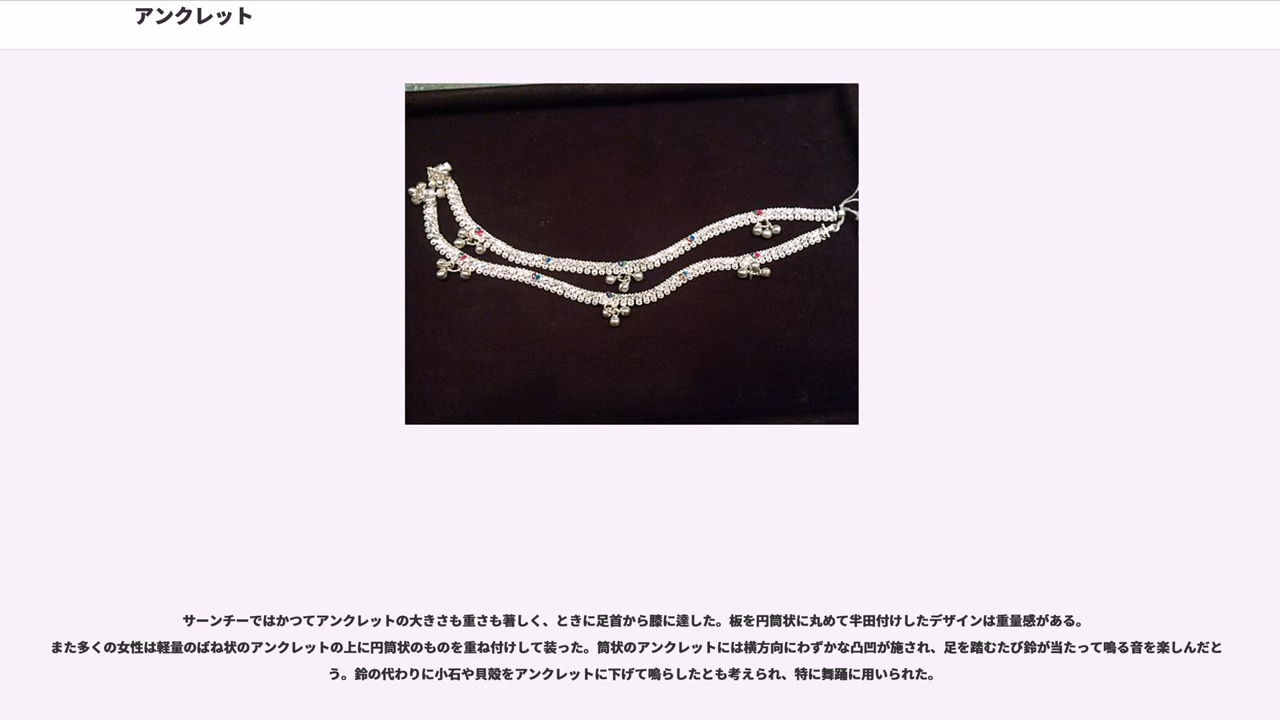 アンクレット
サーンチーではかつてアンクレットの大きさも重さも著しく、ときに足首から膝に達した。板を円筒状に丸めて半田付けしたデザインは重量感がある。
また多くの女性は軽量のばね状のアンクレットの上に円筒状のものを重ね付けして装った。筒状のアンクレットには横方向にわずかな凸凹が施され、足を踏むたび鈴が当たって鳴る音を楽しんだと
う。鈴の代わりに小石や貝殻をアンクレットに下げて鳴らしたとも考えられ、特に舞踊に用いられた。